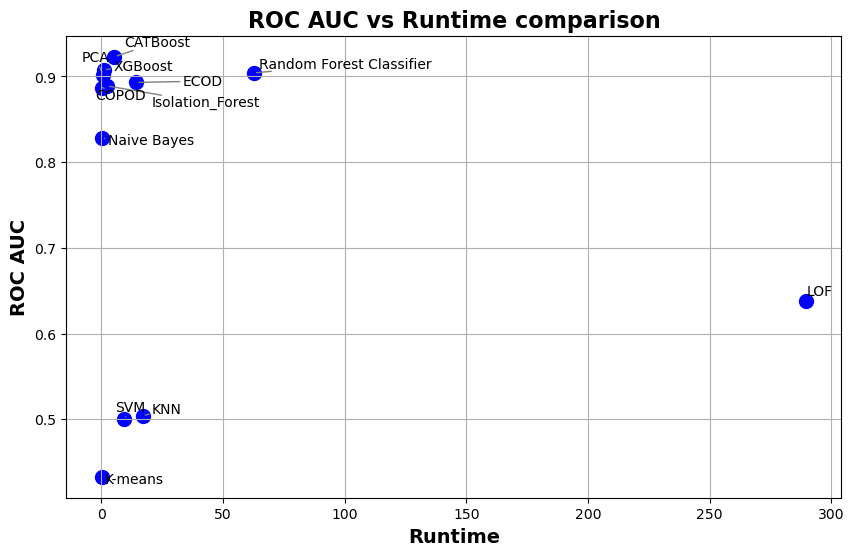 ROC AUC vs Runtime comparison
CATBoost
PCA
XGBoost
Random Forest Classifier
ECOD
COPOD
Isolation_Forest
Naive Bayes
LOF
SVM
KNN
K-means
0.9
0.8
0.7
0.6
0.5
ROC AUC
0 50 100 150 200 250 300
Runtime